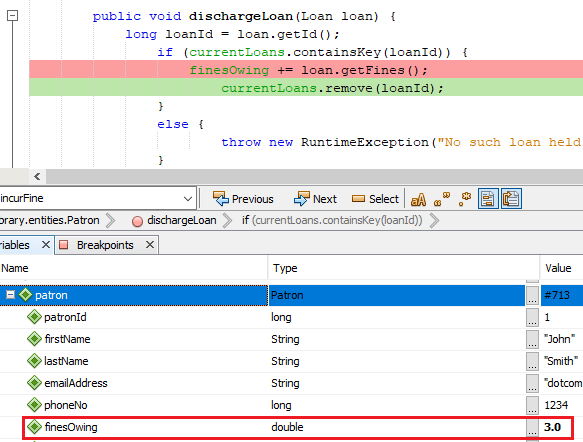 public void dischargeLoan(Loan loan) {
long loanId = loan.getId();
if (currentLoans.containsKey(loanId)) {
finesOwing += loan.getFines();
currentLoans.remove(loanId);
}
else {
throw new RuntimeException("No such loan held
}
incurFine Previous Next Select aA
orary.entities.Patron dischargeLoan if (currentLoans.containsKey(loanId))
riables x Breakpoints x
Name Type Value
patron Patron ... #713
patronId long ... 1
firstName String ... "John"
lastName String ... "Smith"
emailAddress String ... "dotcom
phoneNo long ... 1234
finesOwing double ... 3.0